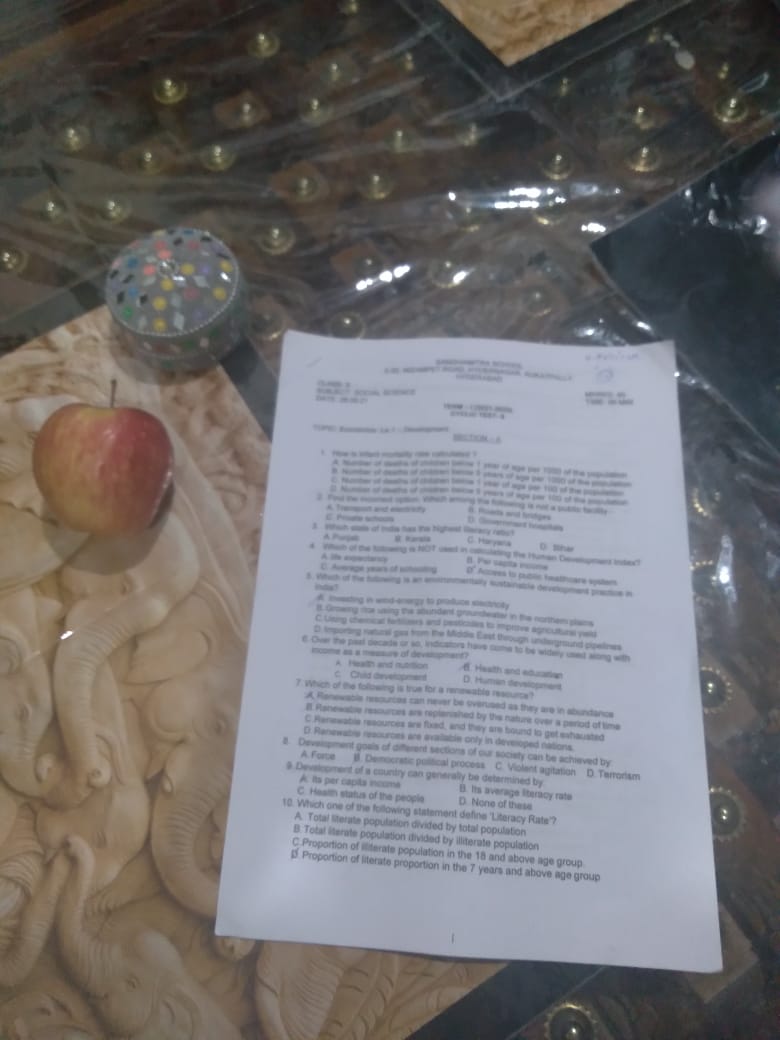 SANGHAMITRA SCHOOL
HYDERABAD
CLASS: X
SUBJECT: SOCIAL SCIENCE
SECTION - A
1. How is infant mortality rate calculated ?
A. Number of deaths of children below 1 year of age per 1000 of the population
B. Number of deaths of children below 5 years of age per 1000 of the population
C. Number of deaths of children below 1 year of age per 100 of the population
D. Number of deaths of children below 5 years of age per 100 of the population
2. Find the incorrect option. Which among the following is not a public facility
A. Transport and electricity B. Roads and bridges
C. Private schools D. Government hospitals
3. Which state of India has the highest literacy ratio?
A. Punjab B. Kerala C. Haryana D. Bihar
4. Which of the following is NOT used in calculating the Human Development Index?
A. life expectancy B. Per capita income
C. Average years of schooling D. Access to public healthcare system
5. Which of the following is an environmentally sustainable development practice in
India?
A. Investing in wind-energy to produce electricity
B. Growing rice using the abundant groundwater in the northern plains
C. Using chemical fertilizers and pesticides to improve agricultural yield
D. Importing natural gas from the Middle East through underground pipelines
6. Over the past decade or so, indicators have come to be widely used along with
income as a measure of development?
A. Health and nutrition B. Health and education
C. Child development D. Human development
7. Which of the following is true for a renewable resource?
A. Renewable resources can never be overused as they are in abundance
B. Renewable resources are replenished by the nature over a period of time
C. Renewable resources are fixed, and they are bound to get exhausted
D. Renewable resources are available only in developed nations.
8. Development goals of different sections of our society can be achieved by:
A. Force B. Democratic political process C. Violent agitation D. Terrorism
9. Development of a country can generally be determined by:
A. Its per capita income B. Its average literacy rate
C. Health status of the people D. None of these
10. Which one of the following statement define 'Literacy Rate'?
A. Total literate population divided by total population
B. Total literate population divided by illiterate population
C. Proportion of illiterate population in the 18 and above age group.
D. Proportion of literate proportion in the 7 years and above age group
1